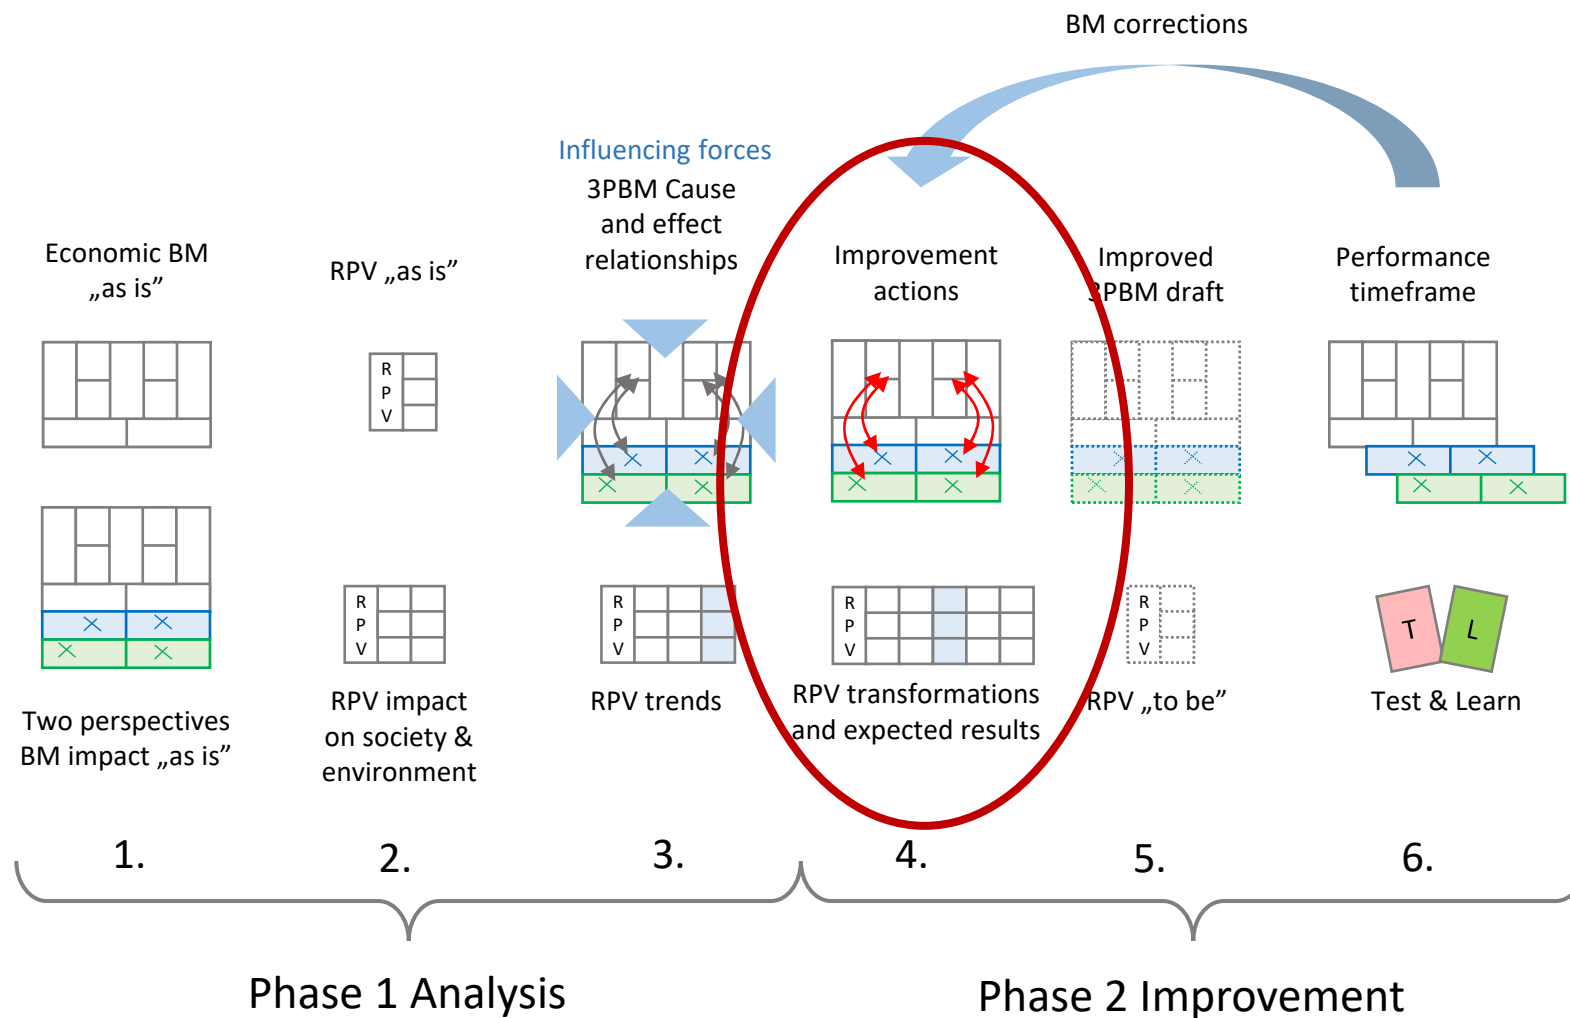 BM corrections
Influencing forces
3PBM Cause
and effect
relationships
Economic BM
„as is”
RPV „as is”
Improvement
actions
Improved
3PBM draft
Performance
timeframe
R
P
V
R
P
V
R
P
V
R
P
V
R
P
V
T
L
Two perspectives
BM impact „as is”
RPV impact
on society &
environment
RPV trends
RPV transformations
and expected results
RPV „to be”
Test & Learn
1.
2.
3.
4.
5.
6.
Phase 1 Analysis
Phase 2 Improvement